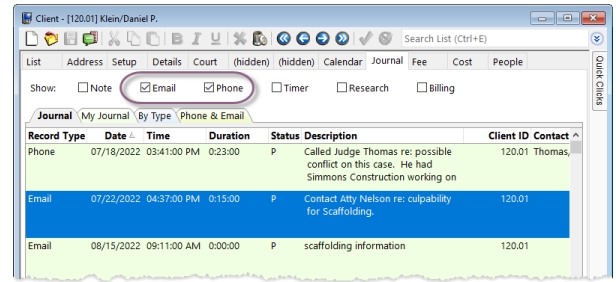 Client - [120.01] Klein/Daniel P.
B I U Search List (Ctrl+E)
List Address Setup Details Court (hidden) (hidden) Calendar Journal Fee Cost People
Quick Clicks
Show: Note Email Phone Timer Research Billing
Journal My Journal By Type Phone & Email
Record Type Date Time Duration Status Description Client ID Contact
Phone 07/18/2022 03:41:00 PM 0:23:00 P Called Judge Thomas re: possible 120.01 Thomas,
conflict on this case. He had
Simmons Construction working on
Email 07/22/2022 04:37:00 PM 0:15:00 P Contact Atty Nelson re: culpability 120.01
for Scaffolding.
Email 08/15/2022 09:11:00 AM 0:00:00 P scaffolding information 120.01